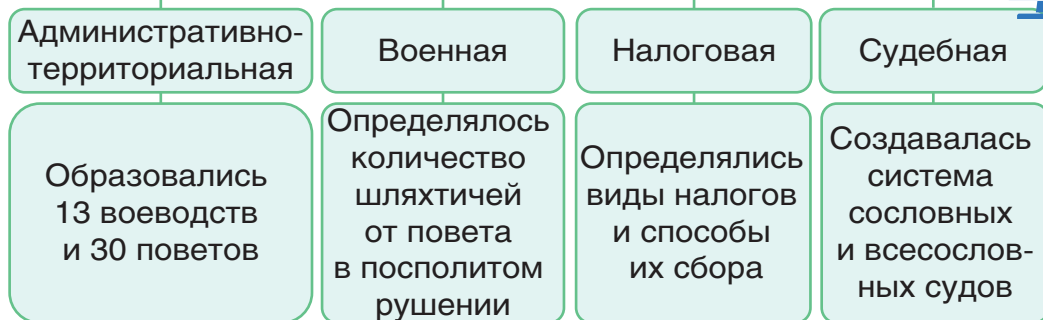 Административно-
территориальная
Военная
Налоговая
Судебная
Образовались
13 воеводств
и 30 поветов
Определялось
количество
шляхтичей
от повета
в посполитом
рушении
Определялись
виды налогов
и способы
их сбора
Создавалась
система
сословных
и всесослов-
ных судов